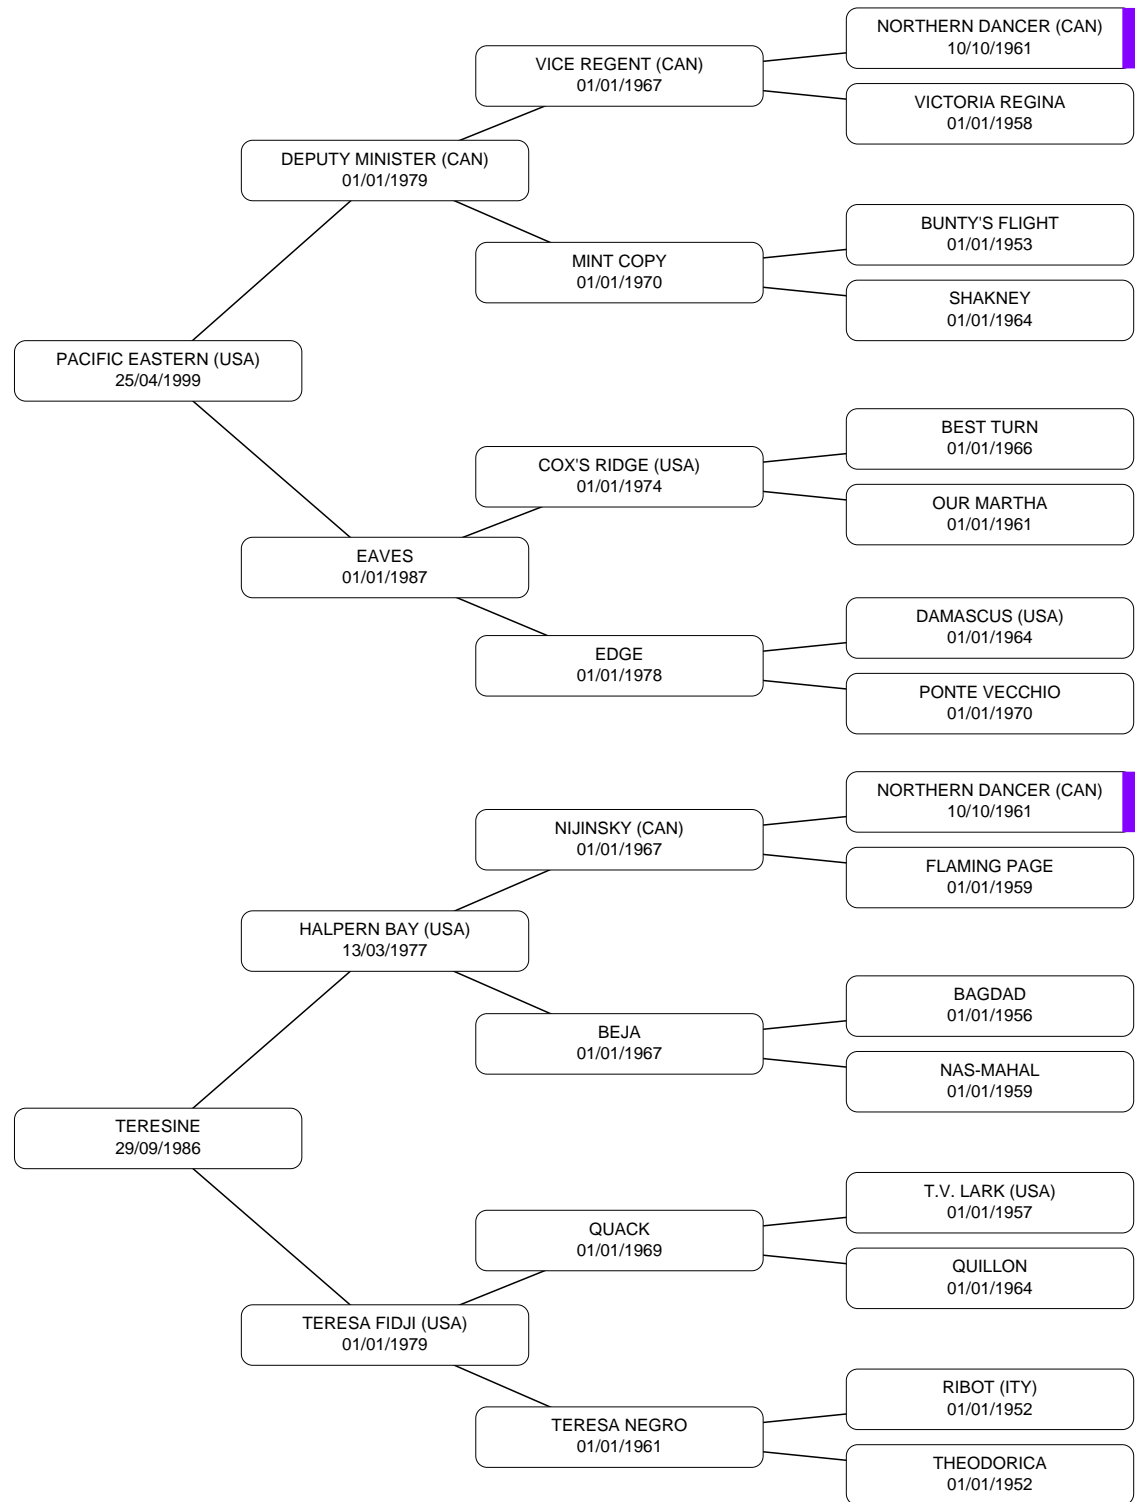 NORTHERN DANCER (CAN)
10/10/1961
VICE REGENT (CAN)
01/01/1967
VICTORIA REGINA
01/01/1958
DEPUTY MINISTER (CAN)
01/01/1979
BUNTY'S FLIGHT
01/01/1953
MINT COPY
01/01/1970
SHAKNEY
01/01/1964
PACIFIC EASTERN (USA)
25/04/1999
BEST TURN
01/01/1966
COX'S RIDGE (USA)
01/01/1974
OUR MARTHA
01/01/1961
EAVES
01/01/1987
DAMASCUS (USA)
01/01/1964
EDGE
01/01/1978
PONTE VECCHIO
01/01/1970
NORTHERN DANCER (CAN)
10/10/1961
NIJINSKY (CAN)
01/01/1967
FLAMING PAGE
01/01/1959
HALPERN BAY (USA)
13/03/1977
BAGDAD
01/01/1956
BEJA
01/01/1967
NAS-MAHAL
01/01/1959
TERESINE
29/09/1986
T.V. LARK (USA)
01/01/1957
QUACK
01/01/1969
QUILLON
01/01/1964
TERESA FIDJI (USA)
01/01/1979
RIBOT (ITY)
01/01/1952
TERESA NEGRO
01/01/1961
THEODORICA
01/01/1952